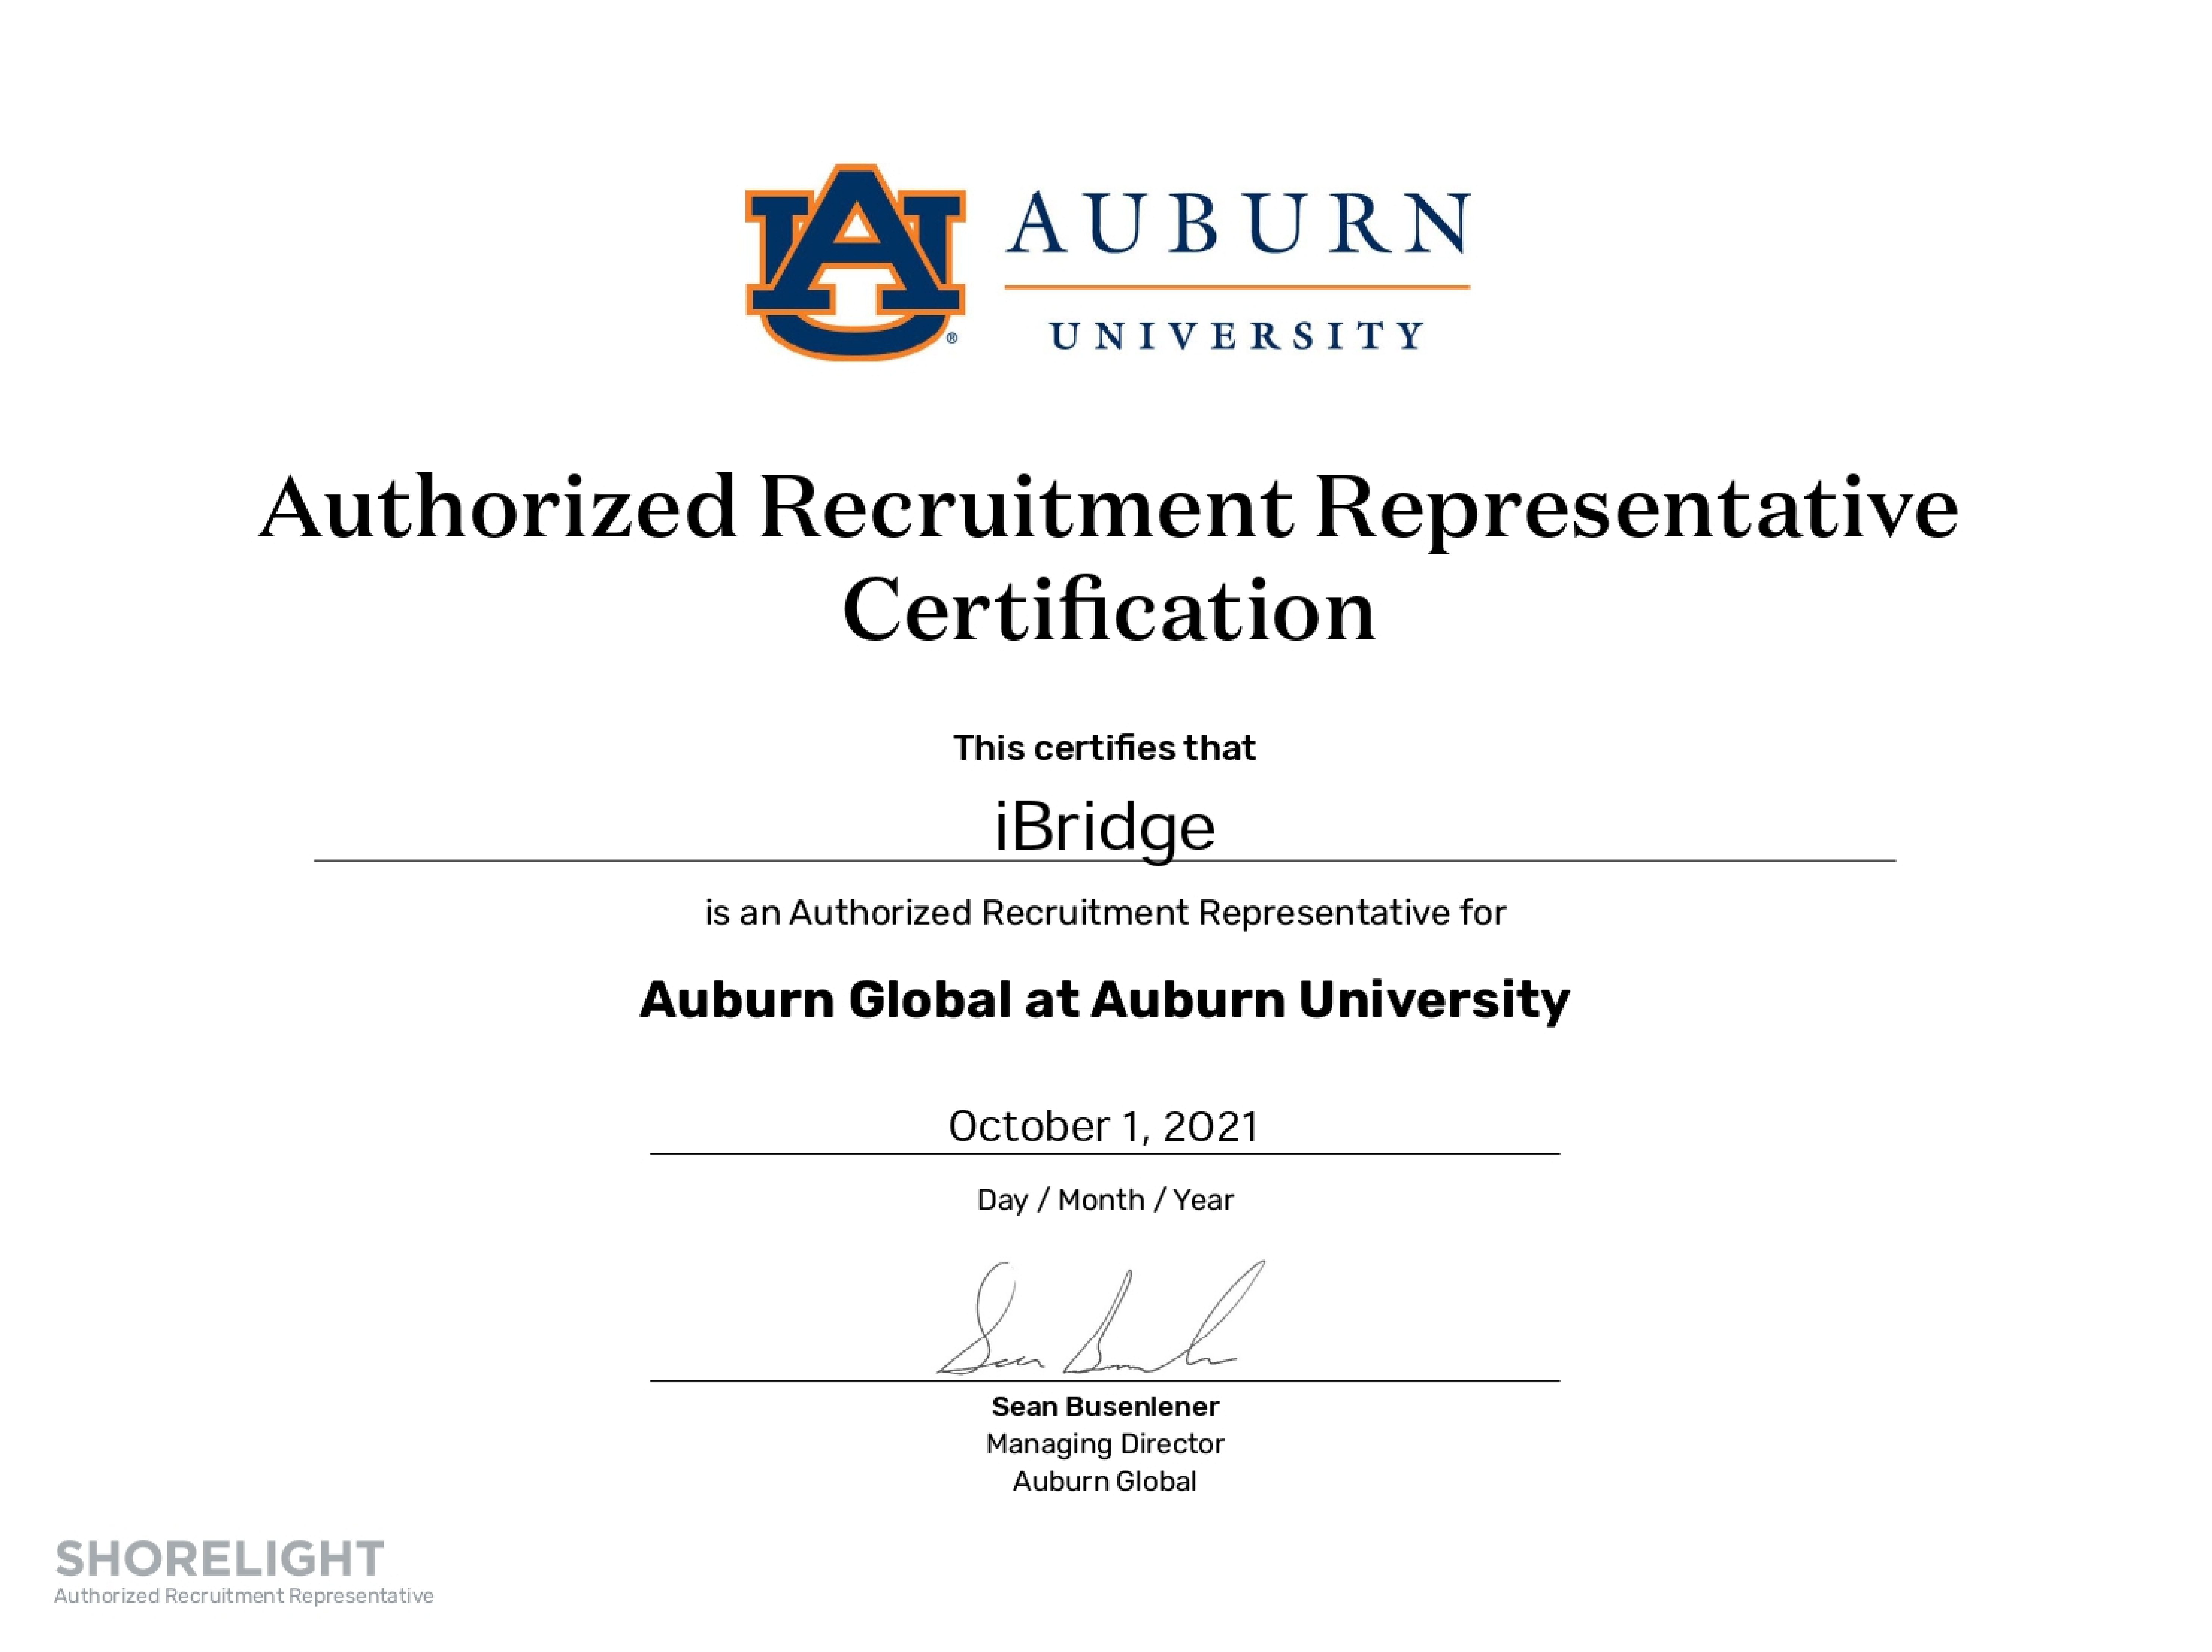 AU®
AUBURN
UNIVERSITY
Authorized Recruitment Representative
Certification
This certifies that
iBridge
is an Authorized Recruitment Representative for
Auburn Global at Auburn University
October 1, 2021
Day / Month / Year
Sean Busenlener
Managing Director
Auburn Global
SHORELIGHT
Authorized Recruitment Representative